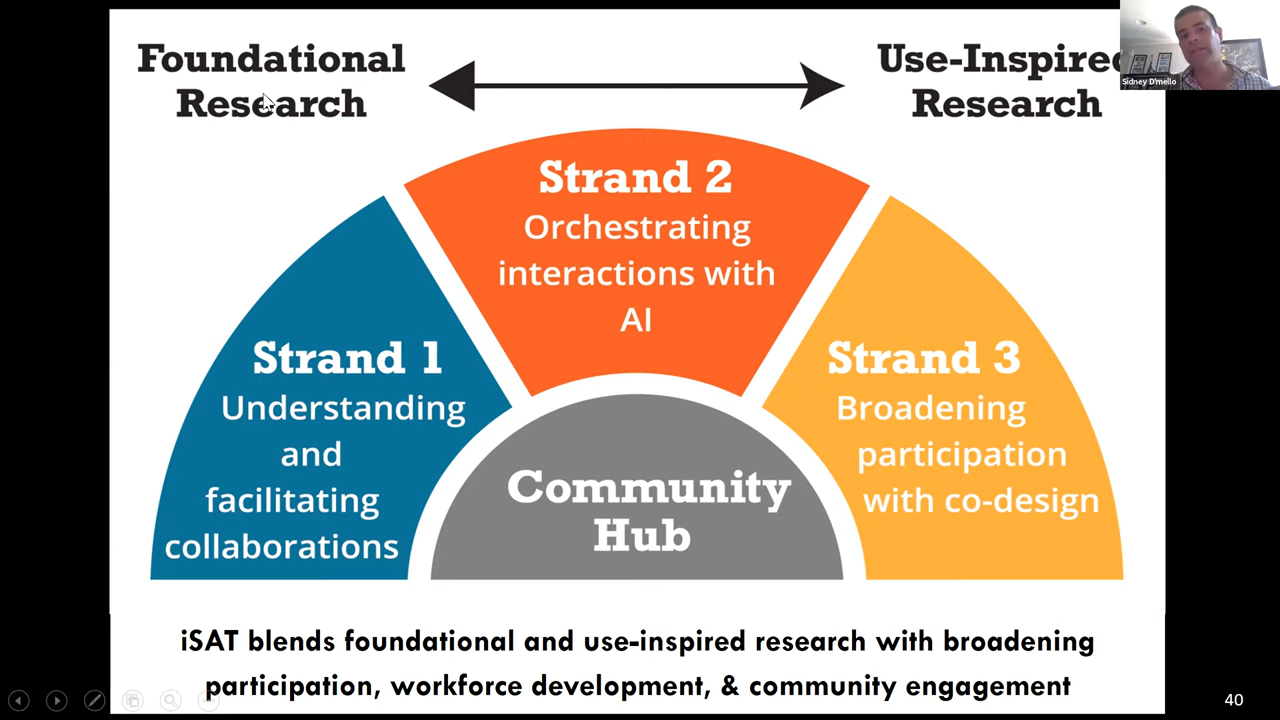 Foundational
Research
Use-Inspired
Research
Sidney D'mello
Strand 2
Orchestrating
interactions with
AI
Strand 1
Understanding
and
facilitating
collaborations
Strand 3
Broadening
participation
with co-design
Community
Hub
iSAT blends foundational and use-inspired research with broadening
participation, workforce development, & community engagement
40